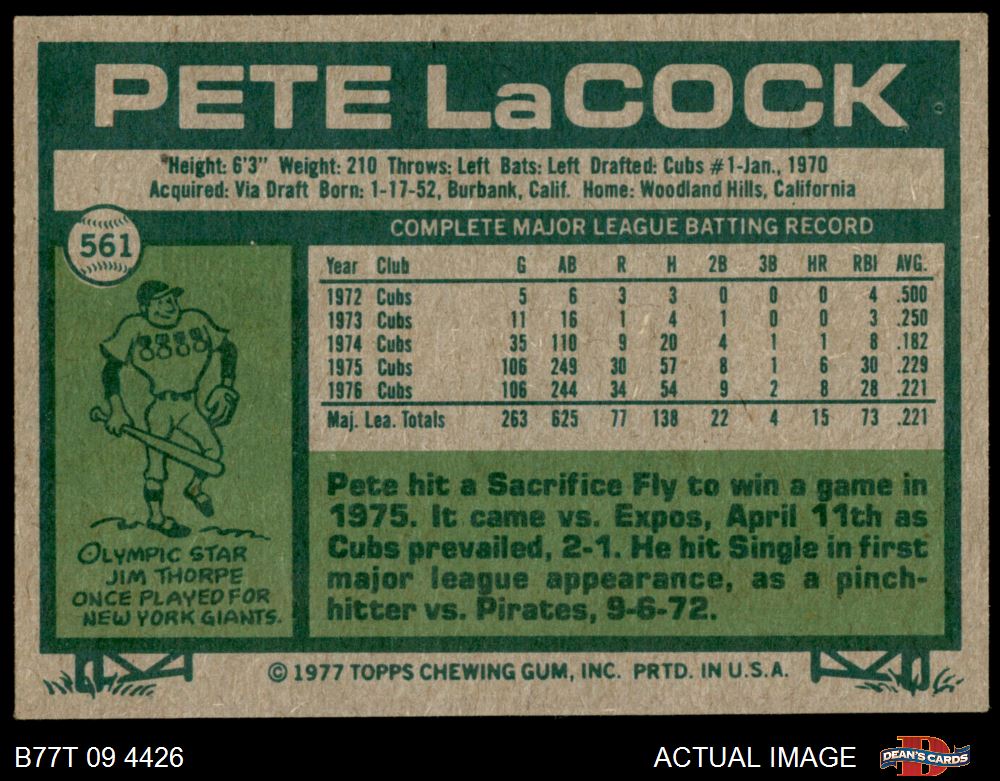 PETE LaCOCK
Height: 6'3" Weight: 210 Throws: Left Bats: Left Drafted: Cubs #1-Jan., 1970
Acquired: Via Draft Born: 1-17-52, Burbank, Calif. Home: Woodland Hills, California
561
COMPLETE MAJOR LEAGUE BATTING RECORD
Year Club G AB R H 2B 3B HR RBI AVG.
1972 Cubs 5 6 3 3 0 0 0 4 .500
1973 Cubs 11 16 1 4 1 0 0 3 .250
1974 Cubs 35 110 9 20 4 1 1 8 .182
1975 Cubs 106 249 30 57 8 1 6 30 .229
1976 Cubs 106 244 34 54 9 2 8 28 .221
Maj. Lea. Totals 263 625 77 138 22 4 15 73 .221
OLYMPIC STAR
JIM THORPE
ONCE PLAYED FOR
NEW YORK GIANTS.
Pete hit a Sacrifice Fly to win a game in
1975. It came vs. Expos, April 11th as
Cubs prevailed, 2-1. He hit Single in first
major league appearance, as a pinch-
hitter vs. Pirates, 9-6-72.
© 1977 TOPPS CHEWING GUM, INC. PRTD. IN U.S.A.
B77T 09 4426
ACTUAL IMAGE
DEAN'S CARDS